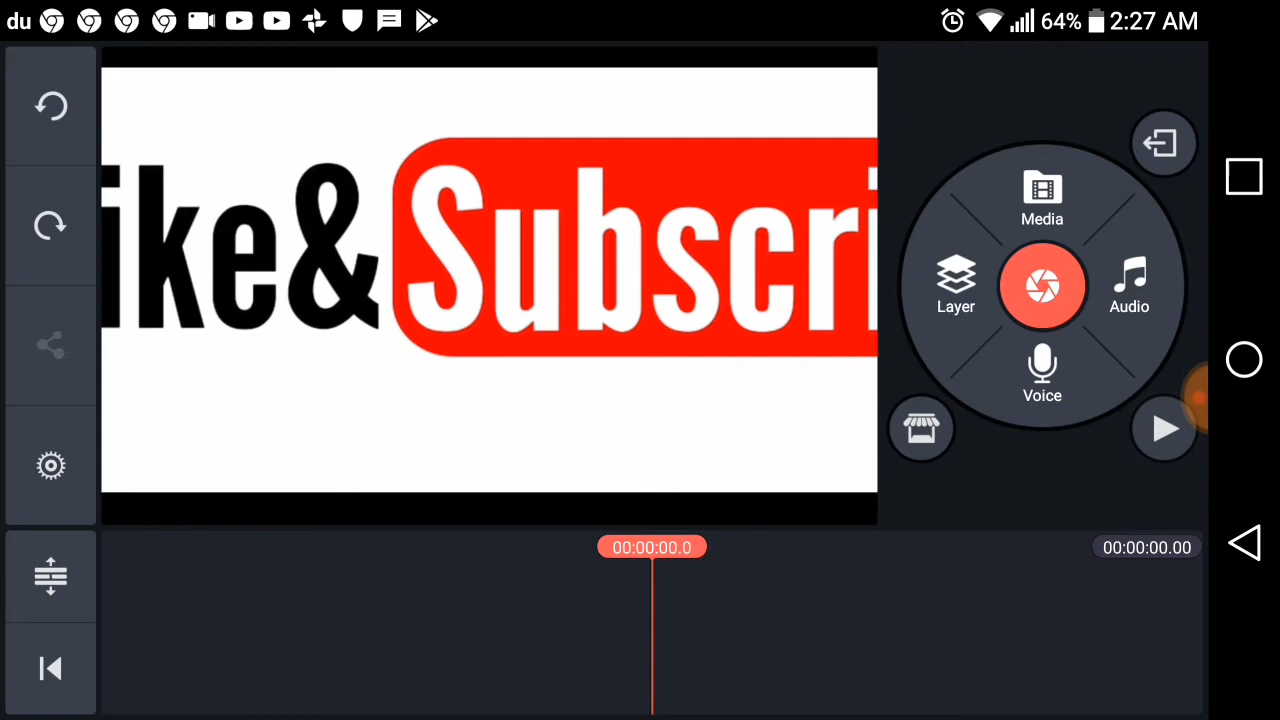 du 64% 2:27 AM
ike&Subscri
Media
Layer
Audio
Voice
00:00:00.0
00:00:00.00